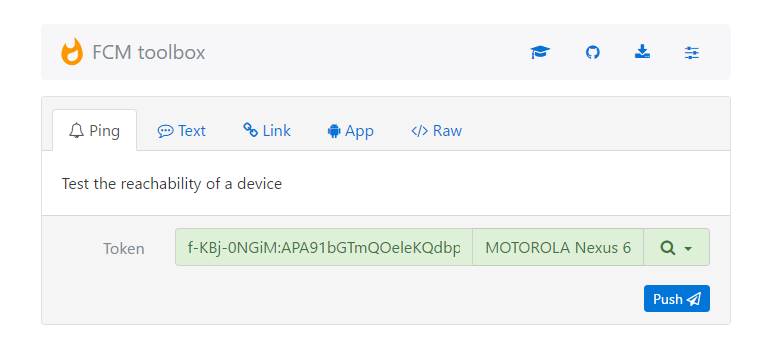 FCM toolbox
Ping Text Link App Raw
Test the reachability of a device
Token f-KBj-0NGiM:APA91bGTmQOeleKQdbp MOTOROLA Nexus 6
Push